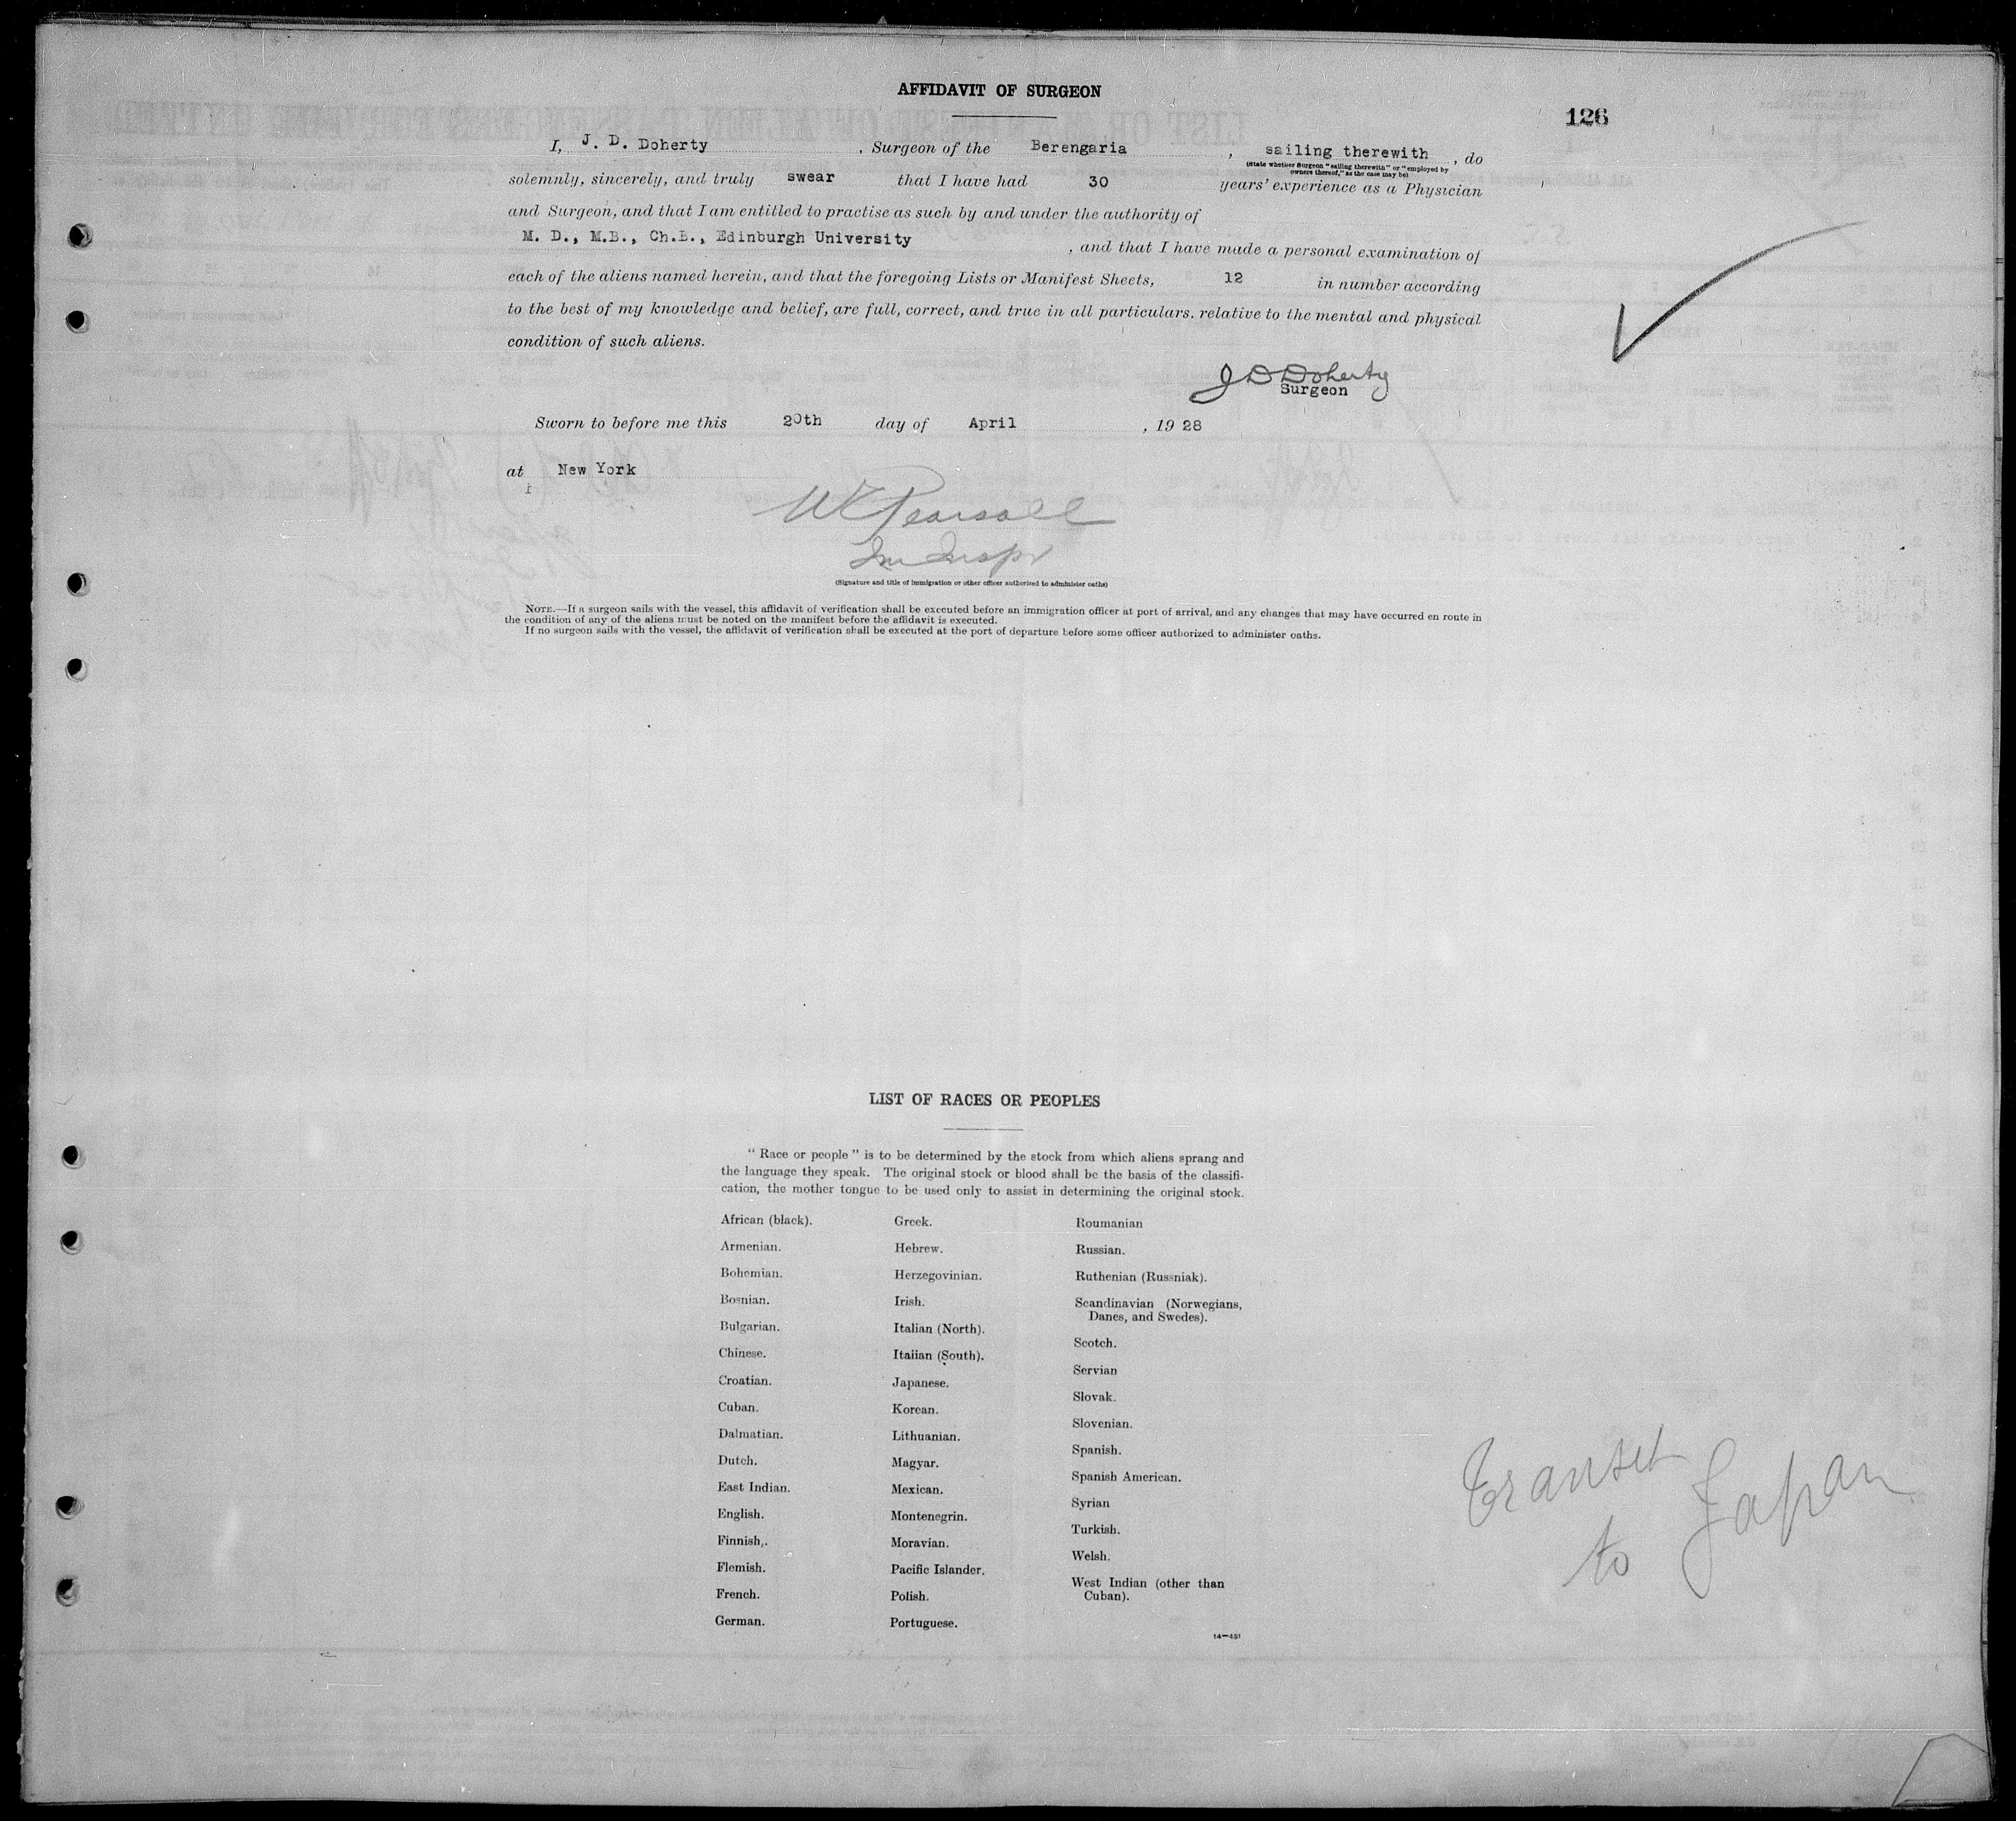 AFFIDAVIT OF SURGEON
126
I, J. D. Doherty , Surgeon of the Berengaria , sailing therewith , do
(State whether Surgeon "sailing therewith" or "employed by
owners thereof," as the case may be)
solemnly, sincerely, and truly swear that I have had 30 years' experience as a Physician
and Surgeon, and that I am entitled to practise as such by and under the authority of
M. D., M.B., Ch.B., Edinburgh University , and that I have made a personal examination of
each of the aliens named herein, and that the foregoing Lists or Manifest Sheets, 12 in number according
to the best of my knowledge and belief, are full, correct, and true in all particulars. relative to the mental and physical
condition of such aliens.
J D Doherty
Surgeon
Sworn to before me this 20th day of April , 19 28
at New York
Pearsall
(Signature and title of immigration or other officer authorized to administer oaths)
NOTE.—If a surgeon sails with the vessel, this affidavit of verification shall be executed before an immigration officer at port of arrival, and any changes that may have occurred en route in
the condition of any of the aliens must be noted on the manifest before the affidavit is executed.
If no surgeon sails with the vessel, the affidavit of verification shall be executed at the port of departure before some officer authorized to administer oaths.
LIST OF RACES OR PEOPLES
" Race or people " is to be determined by the stock from which aliens sprang and
the language they speak. The original stock or blood shall be the basis of the classifi-
cation, the mother tongue to be used only to assist in determining the original stock.
African (black).
Armenian.
Bohemian.
Bosnian.
Bulgarian.
Chinese.
Croatian.
Cuban.
Dalmatian.
Dutch.
East Indian.
English.
Finnish,.
Flemish.
French.
German.
Greek.
Hebrew.
Herzegovinian.
Irish.
Italian (North).
Italian (South).
Japanese.
Korean.
Lithuanian.
Magyar.
Mexican.
Montenegrin.
Moravian.
Pacific Islander.
Polish.
Portuguese.
Roumanian
Russian.
Ruthenian (Russniak).
Scandinavian (Norwegians,
Danes, and Swedes).
Scotch.
Servian
Slovak.
Slovenian.
Spanish.
Spanish American.
Syrian
Turkish.
Welsh.
West Indian (other than
Cuban).
14—451
transit
to Japan